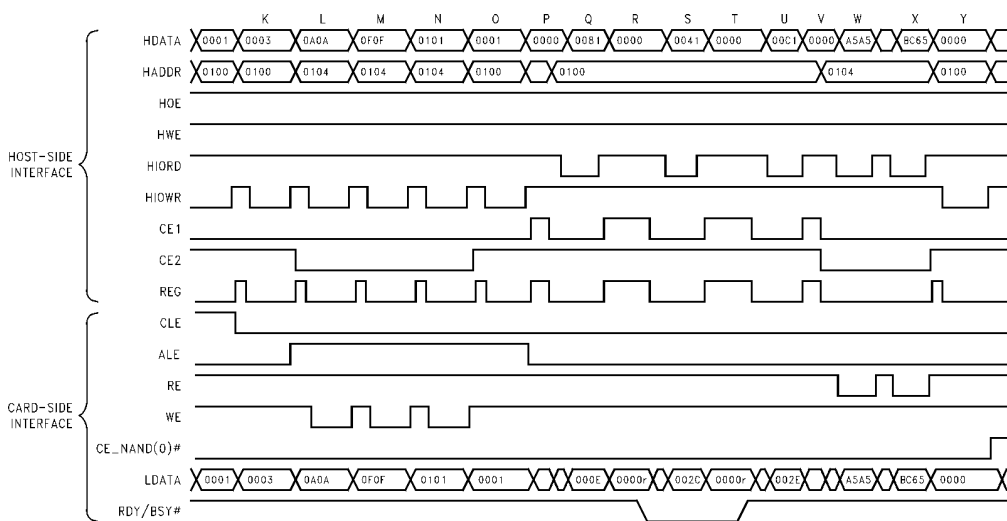 K L M N O P Q R S T U V W X Y
HDATA 0001 0003 0A0A 0F0F 0101 0001 0000 0081 0000 0041 0000 00C1 0000 A5A5 BC65 0000
HADDR 0100 0100 0104 0104 0104 0100 0100 0104 0100
HOE
HWE
HOST-SIDE
INTERFACE
HIORD
HIOWR
CE1
CE2
REG
CLE
ALE
RE
CARD-SIDE
INTERFACE
WE
CE_NAND(0)#
LDATA 0001 0003 0A0A 0F0F 0101 0001 000E 0000r 002C 0000r 002E A5A5 BC65 0000
RDY/BSY#